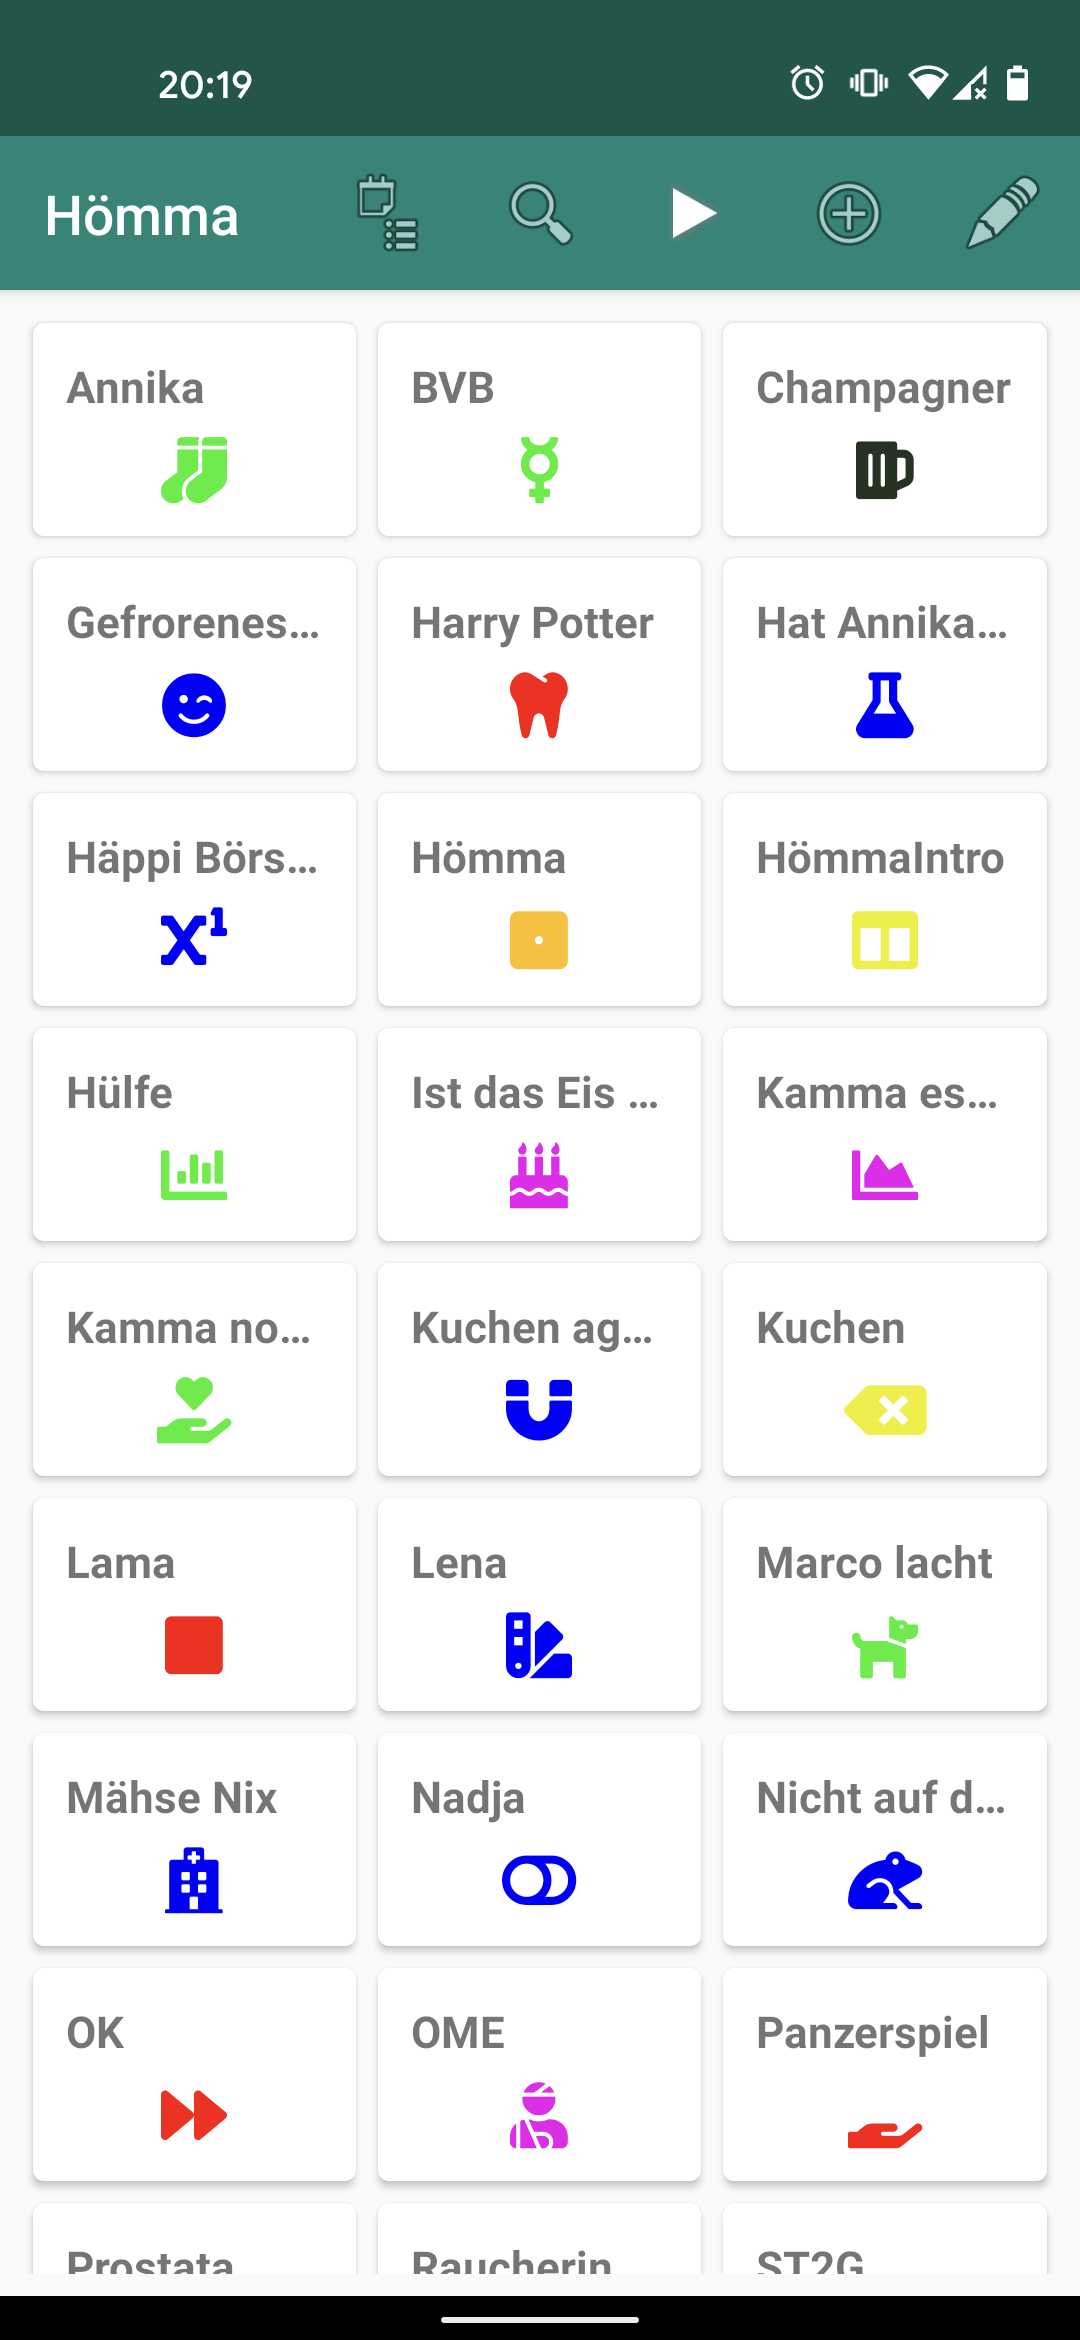 20:19
Hömma
Annika
BVB
Champagner
Gefrorenes...
Harry Potter
Hat Annika...
Häppi Börs...
X¹
Hömma
HömmaIntro
Hülfe
Ist das Eis ...
Kamma es...
Kamma no...
Kuchen ag...
Kuchen
Lama
Lena
Marco lacht
Mähse Nix
Nadja
Nicht auf d...
OK
OME
Panzerspiel
Prostata
Raucherin
ST2G